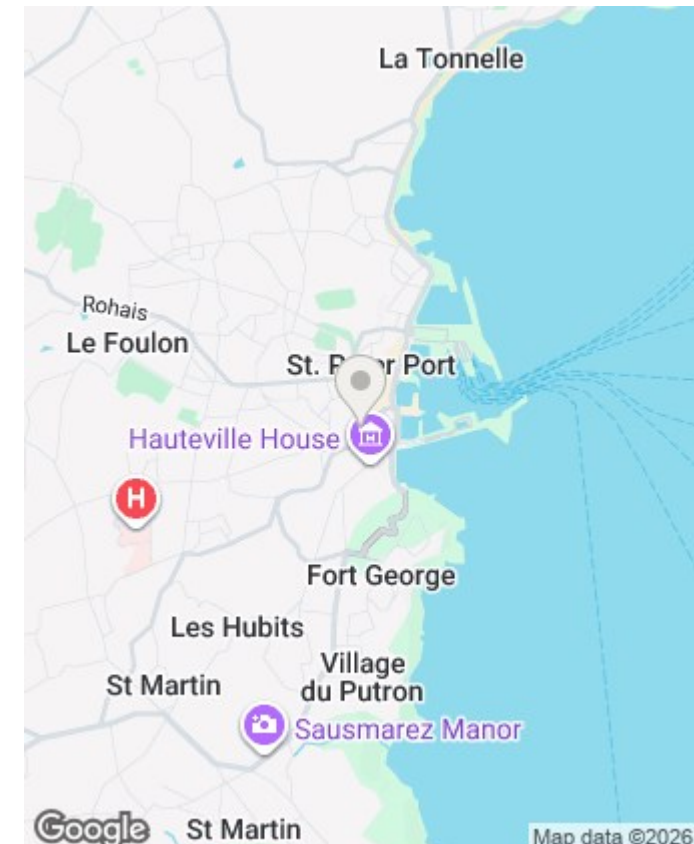 La Tonnelle
Rohais
Le Foulon
St. Port
Hauteville House
H
Fort George
Les Hubits
Village
du Putron
St Martin
Sausmarez Manor
Google
St Martin
Map data ©2026